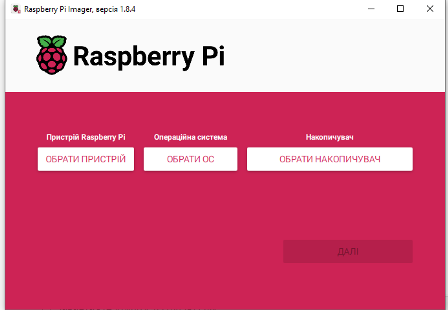 Raspberry Pi Imager, версія 1.8.4
Raspberry Pi
Пристрій Raspberry Pi Операційна система Накопичувач
ОБРАТИ ПРИСТРІЙ ОБРАТИ ОС ОБРАТИ НАКОПИЧУВАЧ
ДАЛІ